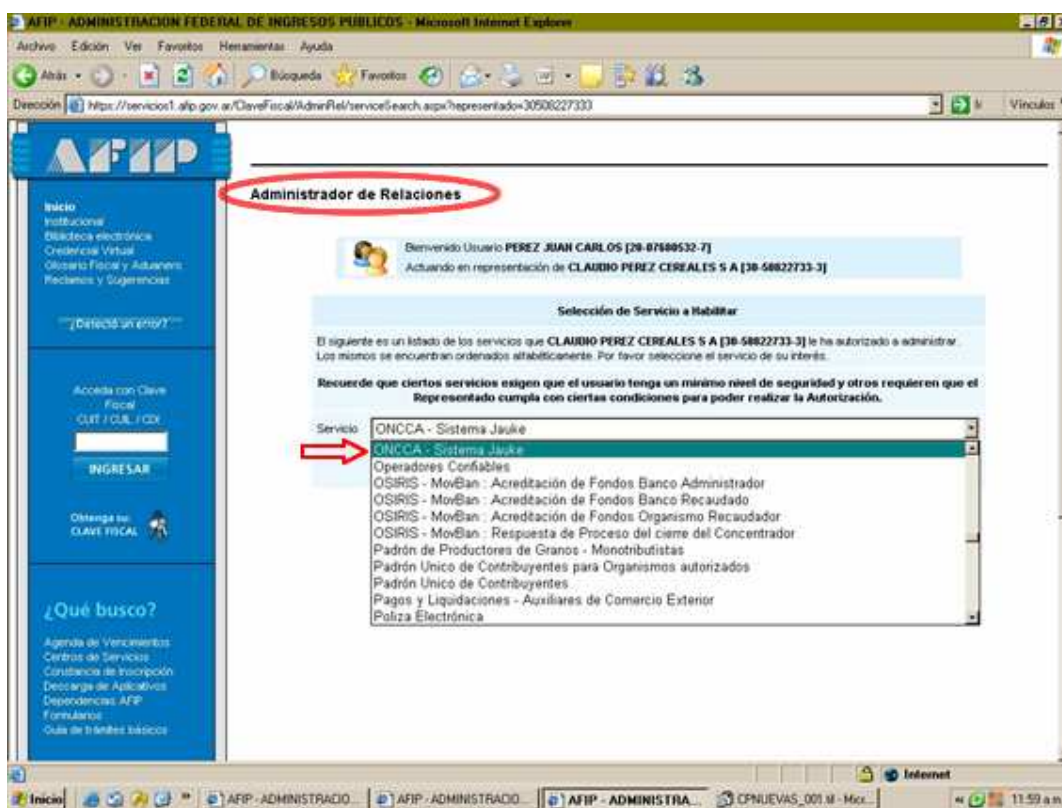 AFIP - ADMINISTRACION FEDERAL DE INGRESOS PUBLICOS - Microsoft Internet Explorer
Archivo Edición Ver Favoritos Herramientas Ayuda
Atrás Búsqueda Favoritos
Dirección https://servicios1.afip.gov.ar/ClaveFiscal/AdminRel/serviceSearch.aspx?representado=30508227333 Ir Vínculos
AFIP
Administrador de Relaciones
Inicio
Institucional
Biblioteca electrónica
Credencial Virtual
Glosario Fiscal y Aduanero
Reclamos y Sugerencias
¿Detectó un error?
Acceda con Clave
Fiscal
CUIT / CUIL / CDI
INGRESAR
Obtenga su
CLAVE FISCAL
¿Qué busco?
Agenda de Vencimientos
Centros de Servicios
Constancia de Inscripción
Descarga de Aplicativos
Dependencias AFIP
Formularios
Guía de trámites básicos
Bienvenido Usuario PEREZ JUAN CARLOS [20-07600532-7]
Actuando en representación de CLAUDIO PEREZ CEREALES S A [30-50822733-3]
Selección de Servicio a Habilitar
El siguiente es un listado de los servicios que CLAUDIO PEREZ CEREALES S A [30-50822733-3] le ha autorizado a administrar.
Los mismos se encuentran ordenados alfabéticamente. Por favor seleccione el servicio de su interés.
Recuerde que ciertos servicios exigen que el usuario tenga un mínimo nivel de seguridad y otros requieren que el
Representado cumpla con ciertas condiciones para poder realizar la Autorización.
Servicio ONCCA - Sistema Jauke
ONCCA - Sistema Jauke
Operadores Confiables
OSIRIS - MovBan : Acreditación de Fondos Banco Administrador
OSIRIS - MovBan : Acreditación de Fondos Banco Recaudado
OSIRIS - MovBan : Acreditación de Fondos Organismo Recaudador
OSIRIS - MovBan : Respuesta de Proceso del cierre del Concentrador
Padrón de Productores de Granos - Monotributistas
Padrón Unico de Contribuyentes para Organismos autorizados
Padrón Unico de Contribuyentes
Pagos y Liquidaciones - Auxiliares de Comercio Exterior
Poliza Electrónica
Internet
Inicio AFIP - ADMINISTRACIO... AFIP - ADMINISTRACIO... AFIP - ADMINISTRA... CPNUEVAS_001.tif - Micr... 11:59 a.m.